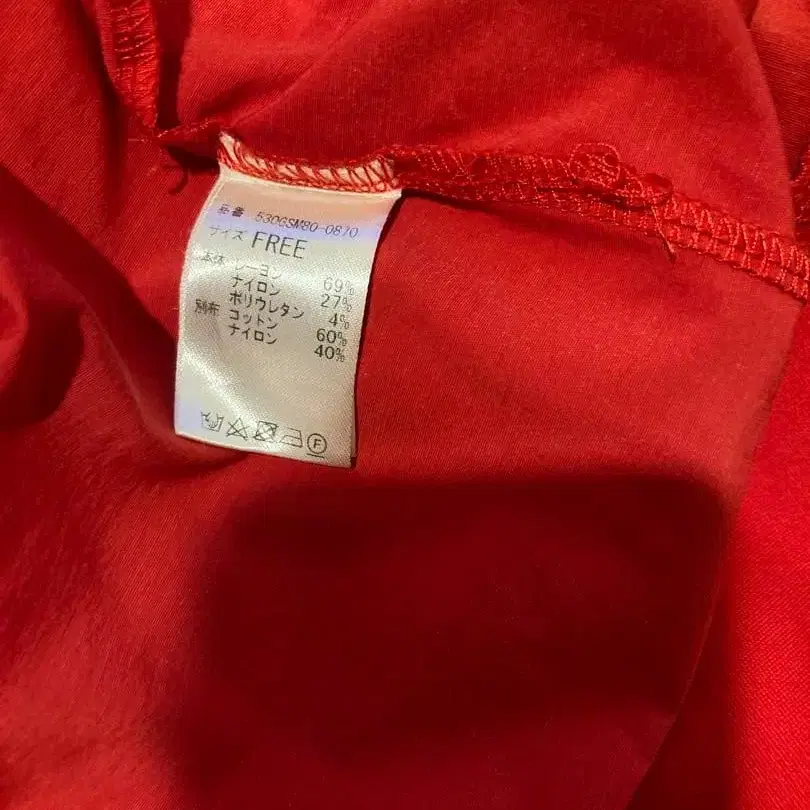 品番 530GSM80-0870
サイズ FREE
本体 レーヨン 69%
ナイロン 27%
ポリウレタン 4%
別布 コットン 60%
ナイロン 40%
F